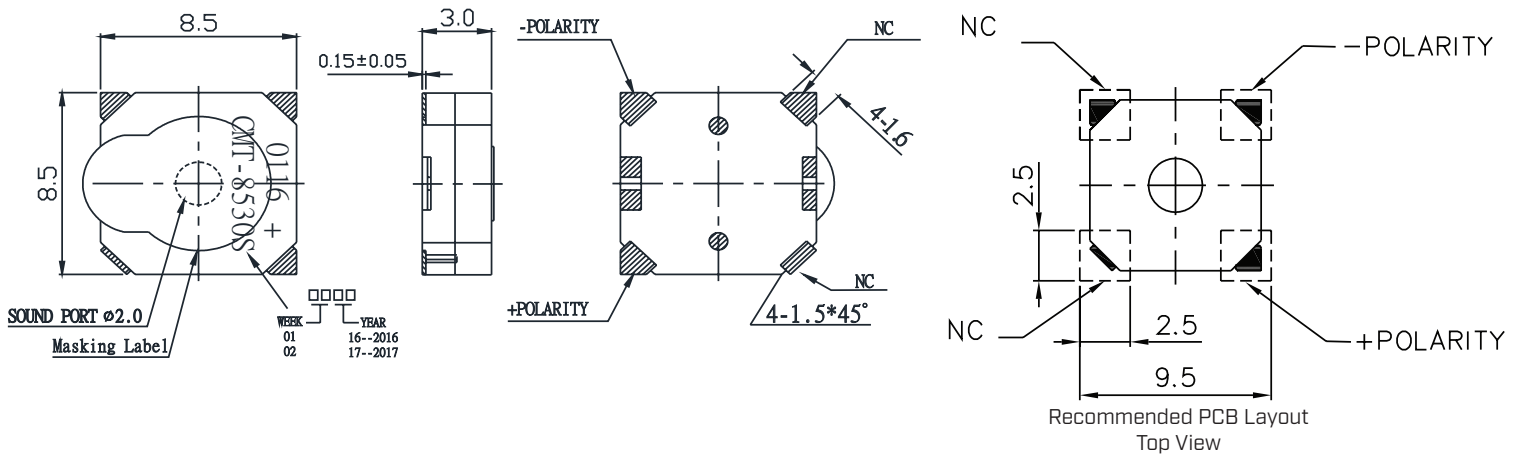 8.5
8.5
0116 +
CMT-8530S
SOUND PORT ⌀2.0
Masking Label
□□□□
WEEK
01
02
YEAR
16--2016
17--2017
3.0
0.15±0.05
-POLARITY
NC
4-1.6
+POLARITY
NC
4-1.5*45°
NC
-POLARITY
2.5
NC
2.5
+POLARITY
9.5
Recommended PCB Layout
Top View